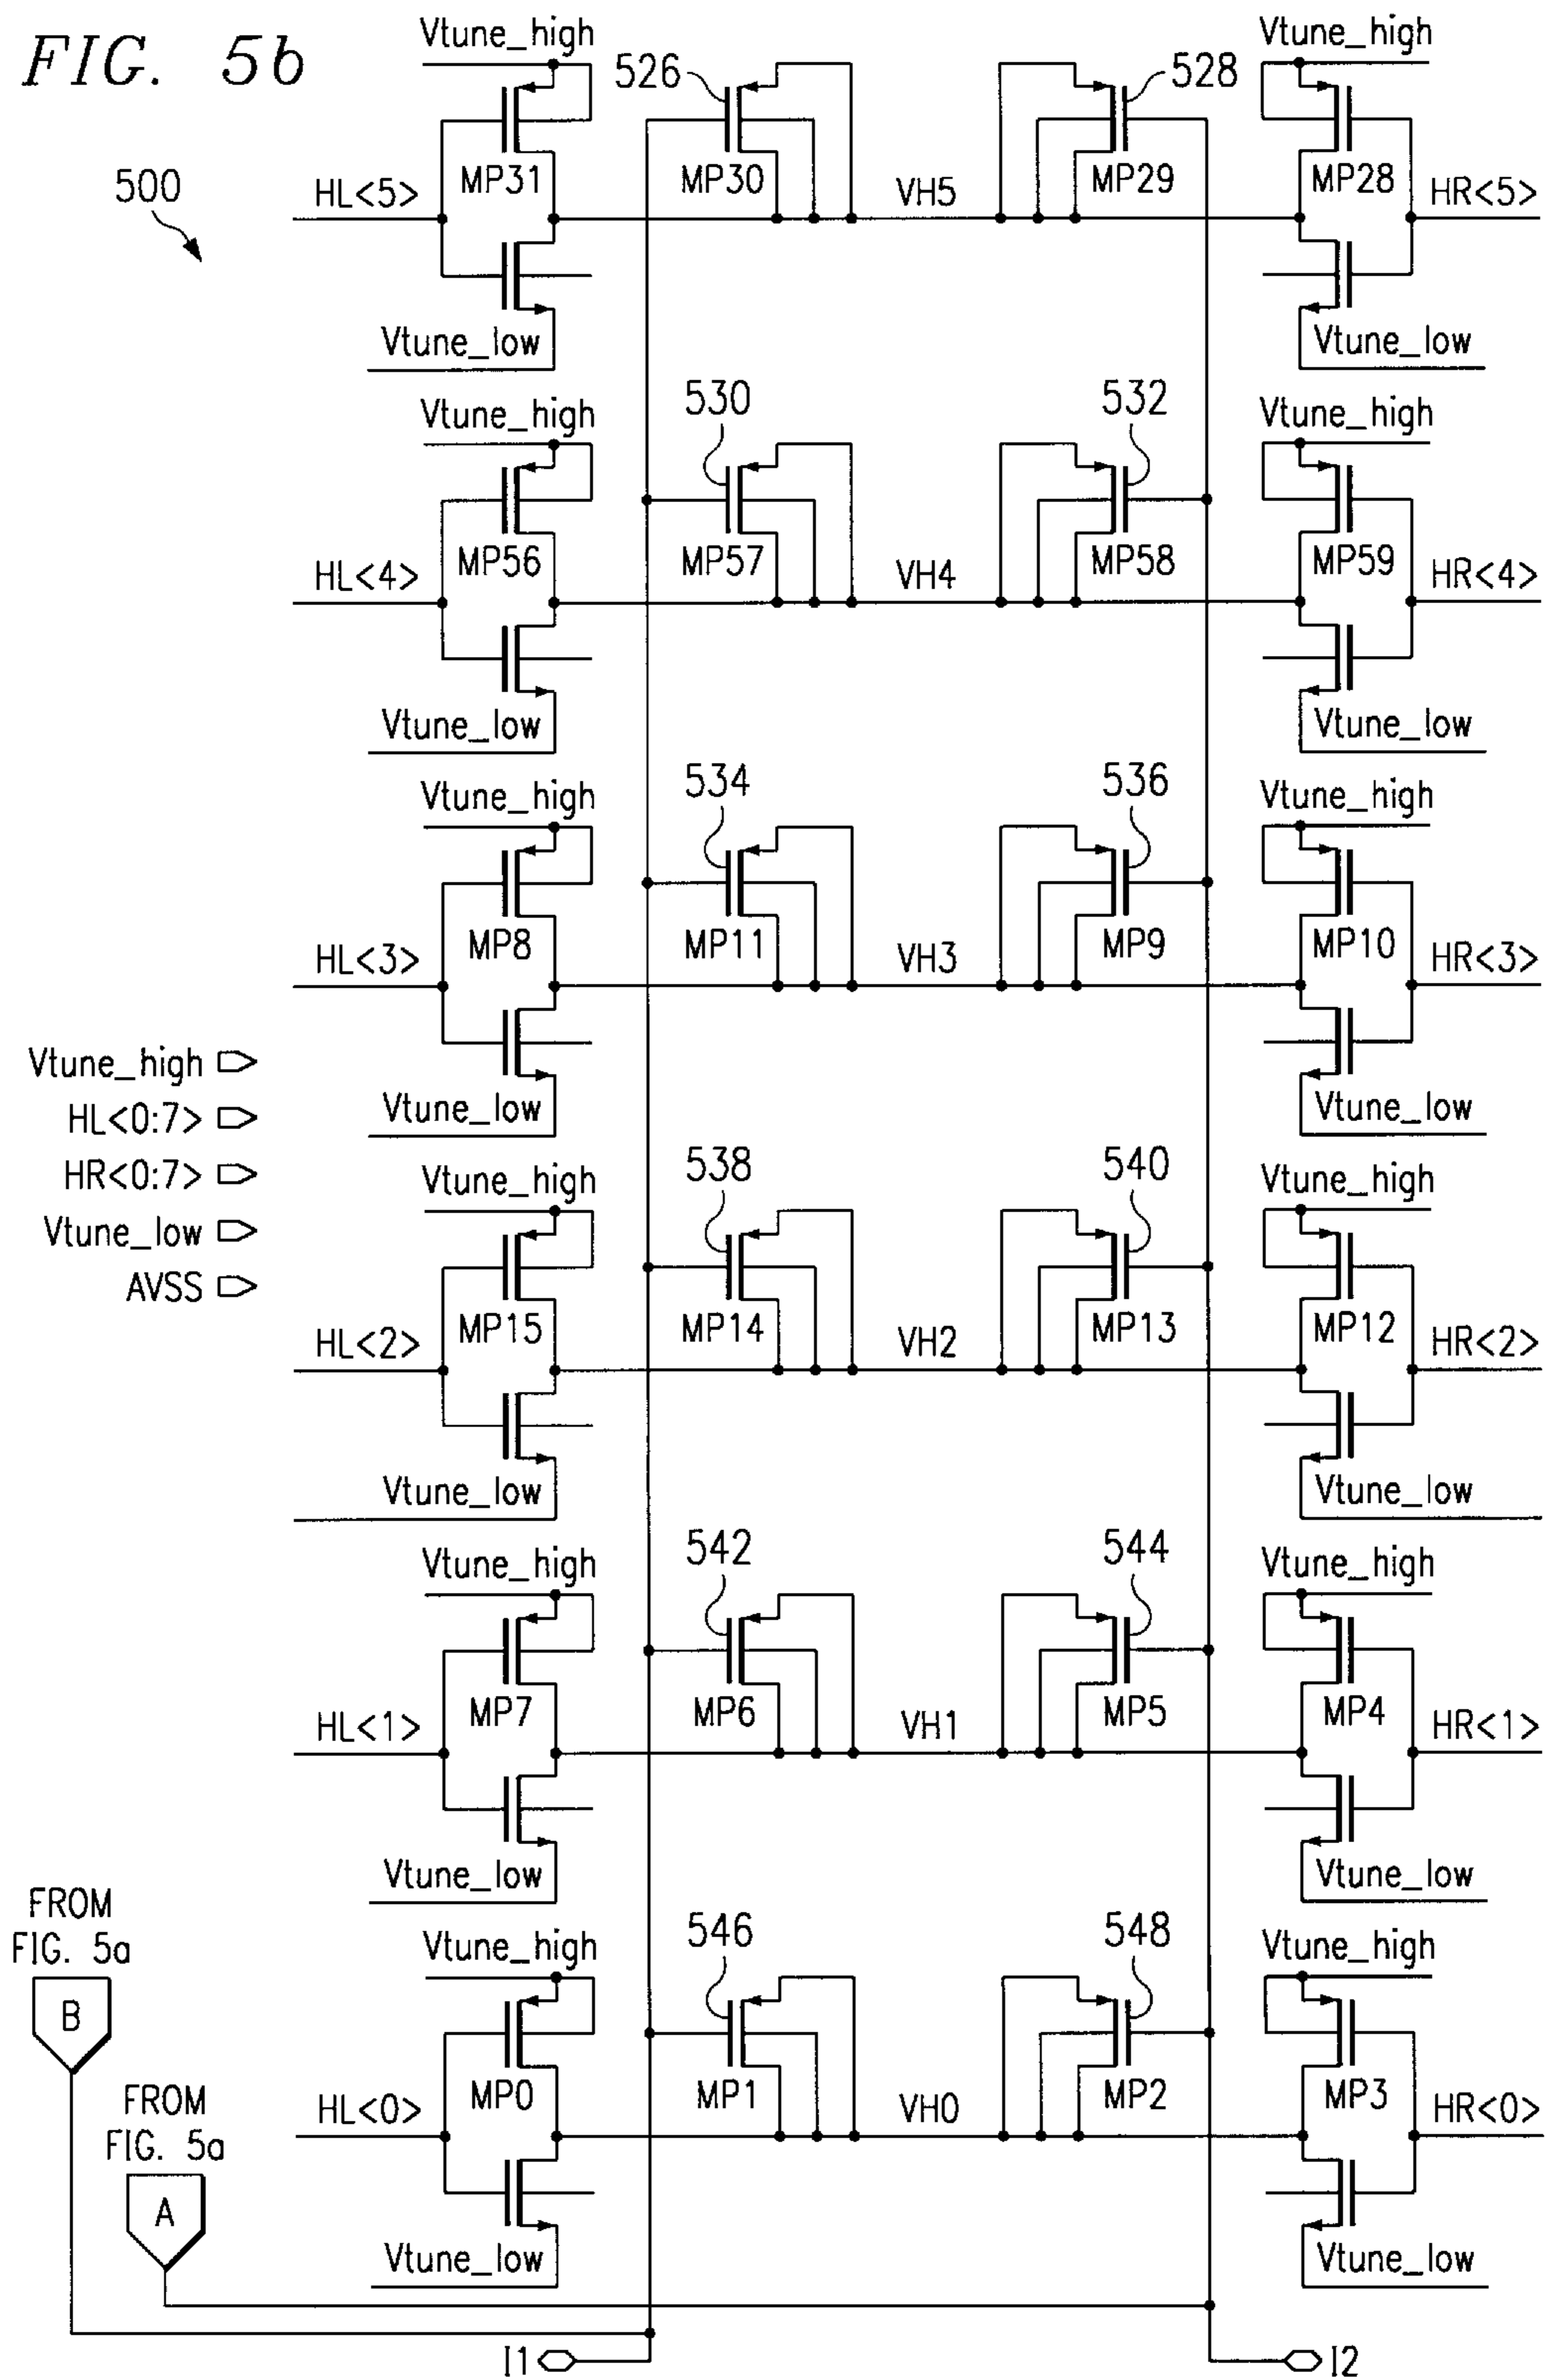 FIG. 5b
500
Vtune_high
526
528
Vtune_high
MP31
MP30
MP29
MP28
HL<5>
VH5
HR<5>
Vtune_low
Vtune_low
Vtune_high
530
532
Vtune_high
MP56
MP57
MP58
MP59
HL<4>
VH4
HR<4>
Vtune_low
Vtune_low
Vtune_high
534
536
Vtune_high
MP8
MP11
MP9
MP10
HL<3>
VH3
HR<3>
Vtune_low
Vtune_low
Vtune_high
HL<0:7>
HR<0:7>
Vtune_low
AVSS
Vtune_high
538
540
Vtune_high
MP15
MP14
MP13
MP12
HL<2>
VH2
HR<2>
Vtune_low
Vtune_low
Vtune_high
542
544
Vtune_high
MP7
MP6
MP5
MP4
HL<1>
VH1
HR<1>
Vtune_low
Vtune_low
Vtune_high
546
548
Vtune_high
MP0
MP1
MP2
MP3
HL<0>
VH0
HR<0>
Vtune_low
Vtune_low
FROM
FIG. 5a
B
FROM
FIG. 5a
A
I1
I2